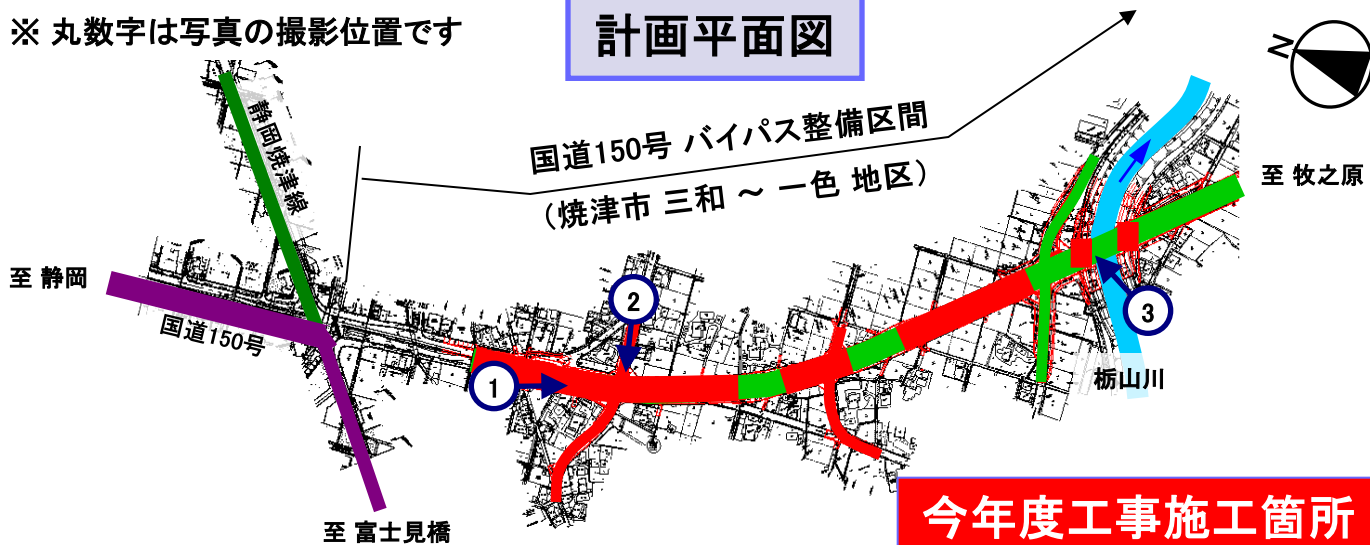 ※ 丸数字は写真の撮影位置です
計画平面図
N
静岡焼津線
国道150号 バイパス整備区間
(焼津市 三和 ~ 一色 地区)
至 牧之原
至 静岡
国道150号
2
3
1
栃山川
至 富士見橋
今年度工事施工箇所